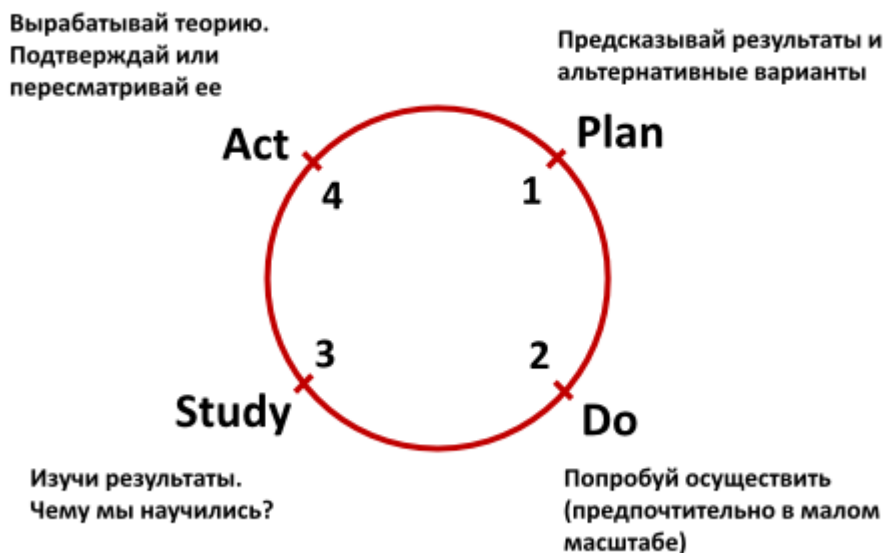 Вырабатывай теорию.
Подтверждай или
пересматривай ее
Предсказывай результаты и
альтернативные варианты
Act
Plan
4
1
3
2
Study
Do
Изучи результаты.
Чему мы научились?
Попробуй осуществить
(предпочтительно в малом
масштабе)